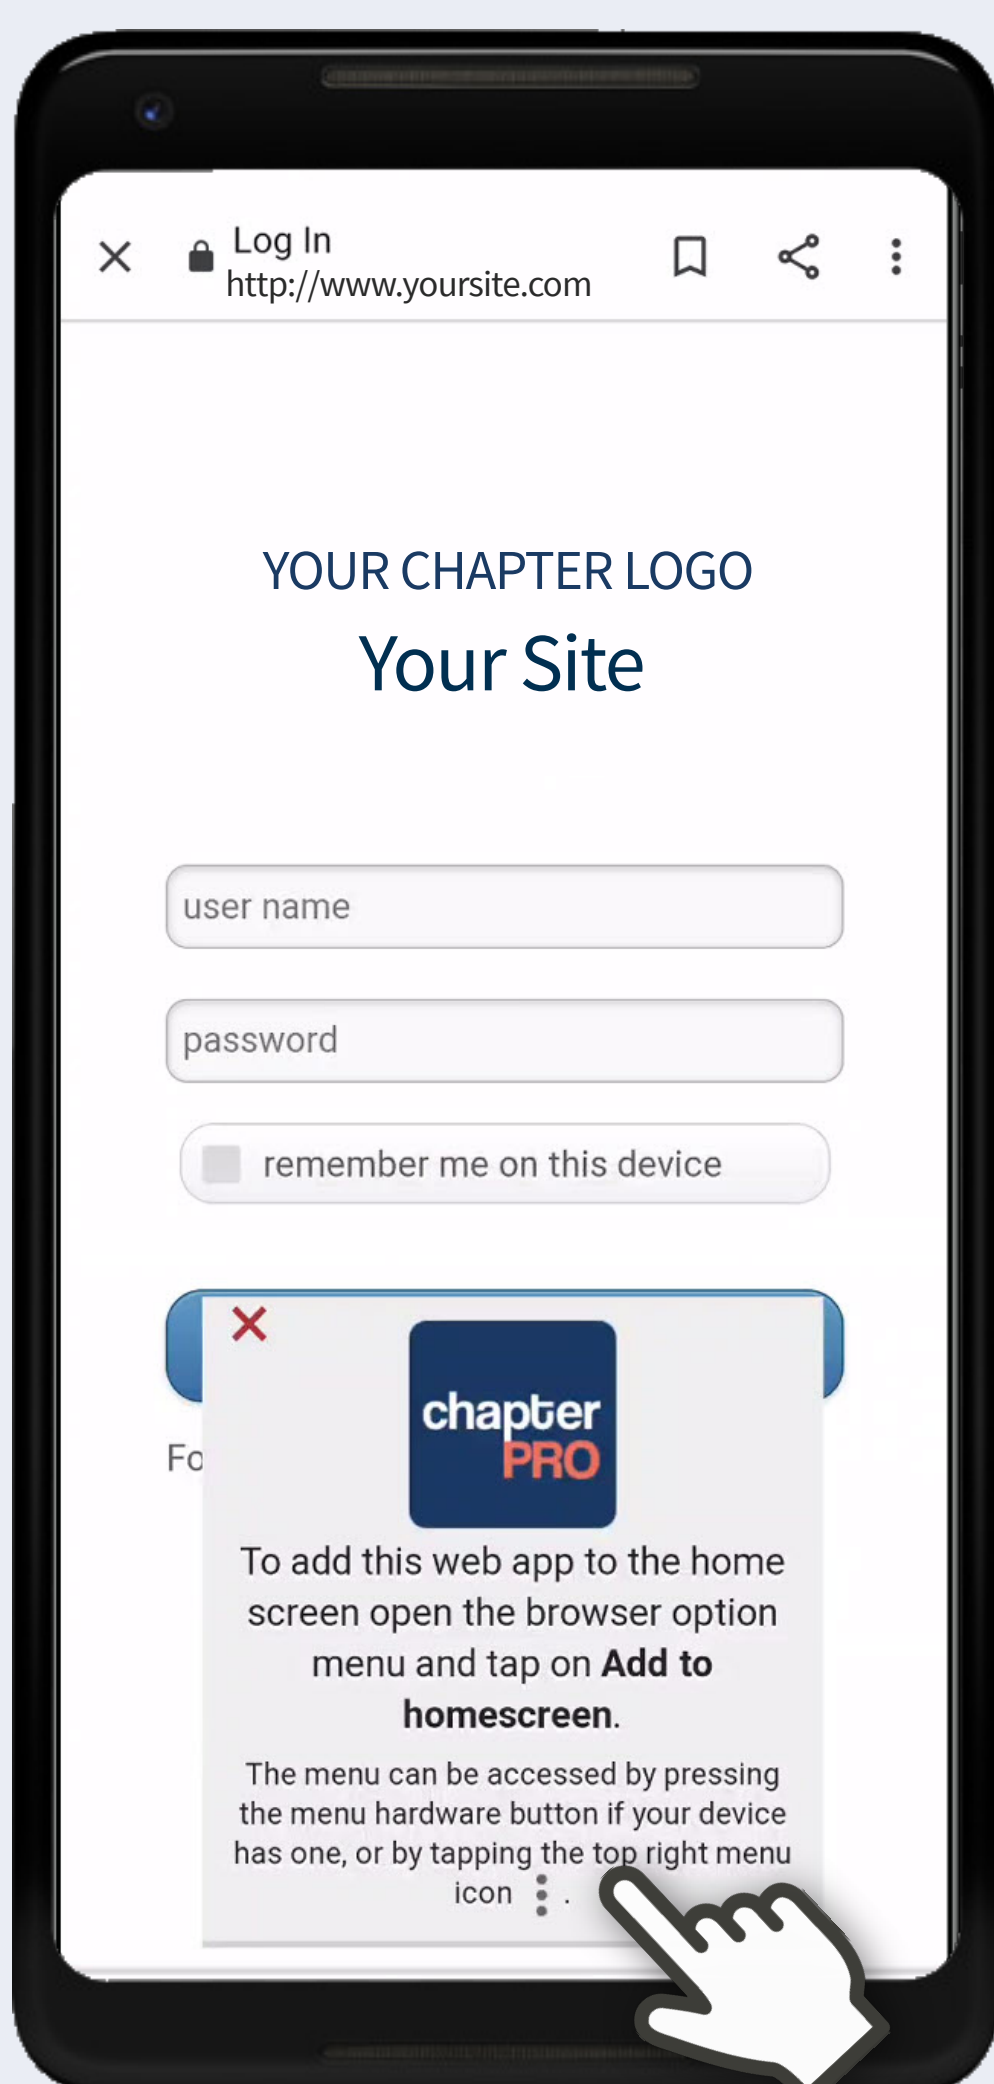 Log In
http://www.yoursite.com
YOUR CHAPTER LOGO
Your Site
user name
password
remember me on this device
chapter
PRO
Fo
To add this web app to the home
screen open the browser option
menu and tap on Add to
homescreen.
The menu can be accessed by pressing
the menu hardware button if your device
has one, or by tapping the top right menu
icon ⋮ .